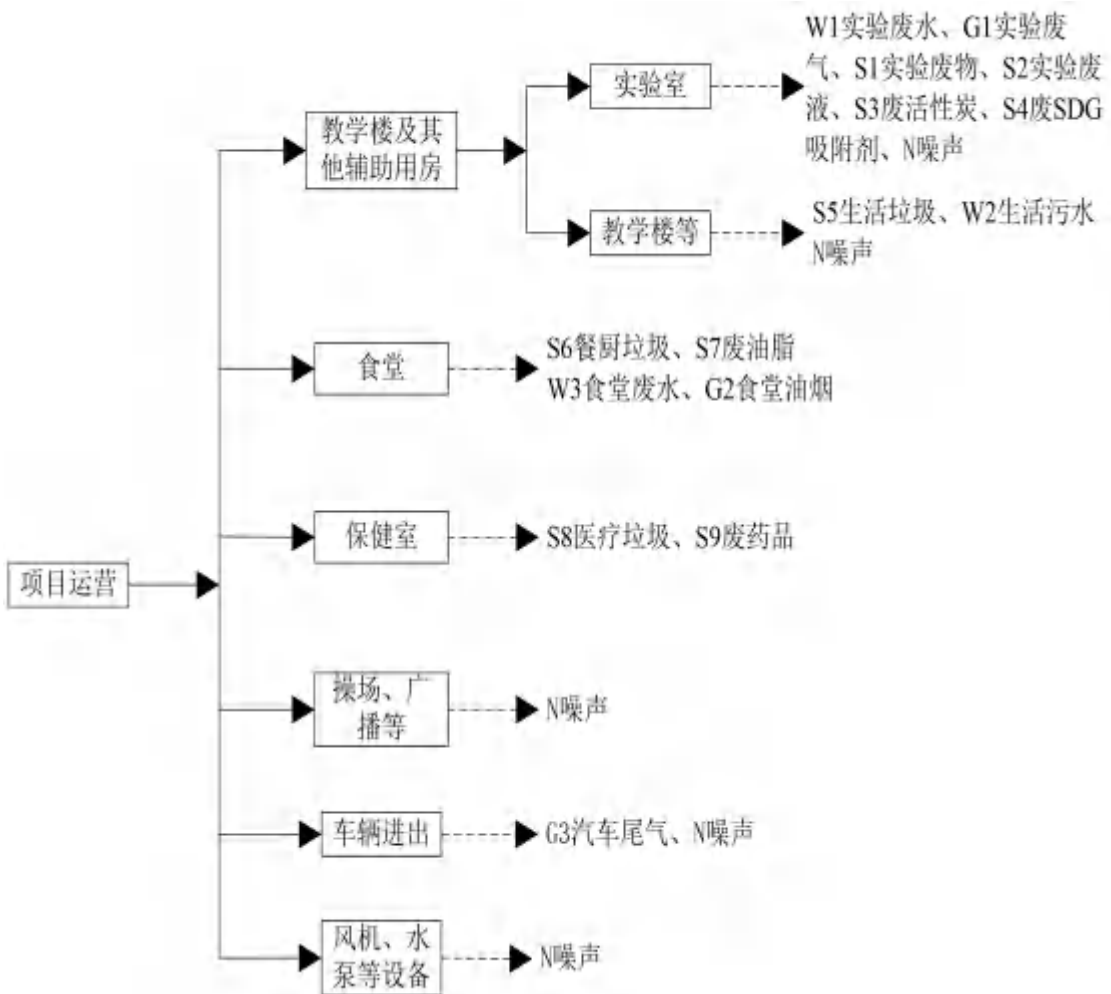 W1实验废水、G1实验废
气、S1实验废物、S2实验废
液、S3废活性炭、S4废SDG
吸附剂、N噪声
实验室
教学楼及其
他辅助用房
教学楼等
S5生活垃圾、W2生活污水
N噪声
食堂
S6餐厨垃圾、S7废油脂
W3食堂废水、G2食堂油烟
保健室
S8医疗垃圾、S9废药品
项目运营
操场、广
播等
N噪声
车辆进出
G3汽车尾气、N噪声
风机、水
泵等设备
N噪声